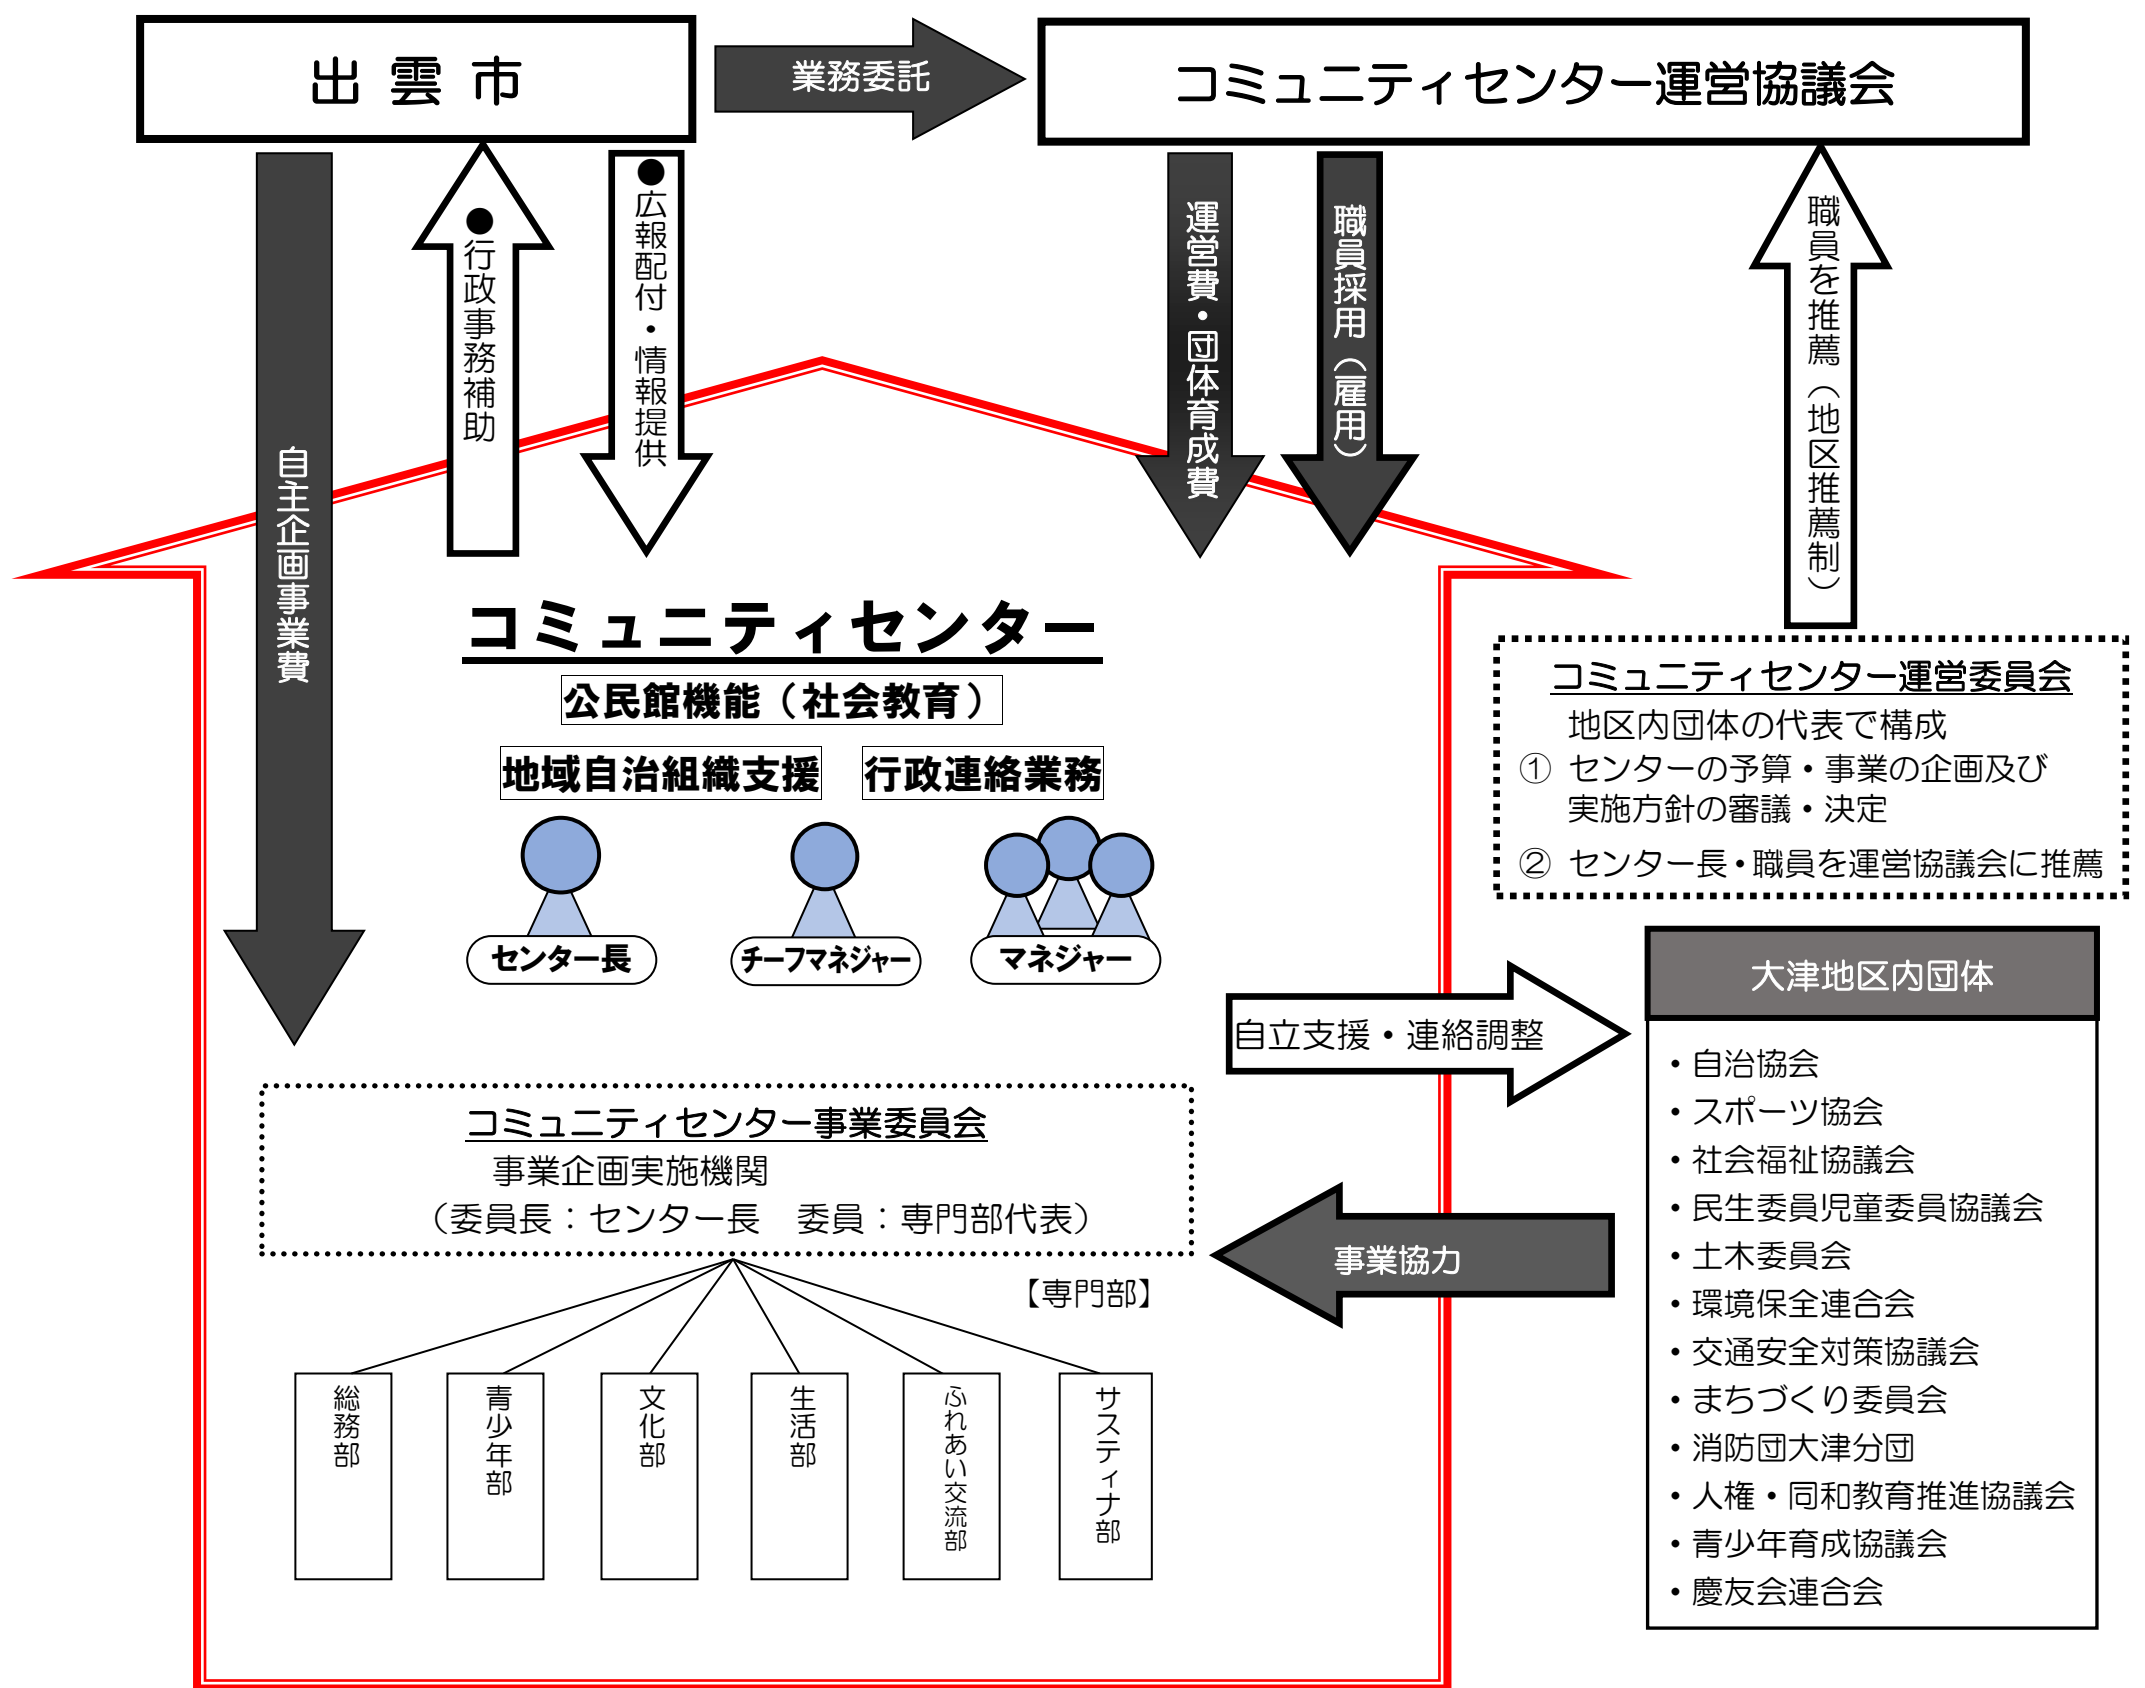 出雲市
業務委託
コミュニティセンター運営協議会
自主企画事業費
●行政事務補助
●広報配付・情報提供
運営費・団体育成費
職員採用（雇用）
職員を推薦（地区推薦制）
コミュニティセンター
公民館機能（社会教育）
地域自治組織支援
行政連絡業務
センター長
チーフマネジャー
マネジャー
コミュニティセンター運営委員会
地区内団体の代表で構成
① センターの予算・事業の企画及び
実施方針の審議・決定
② センター長・職員を運営協議会に推薦
自立支援・連絡調整
事業協力
大津地区内団体
・自治協会
・スポーツ協会
・社会福祉協議会
・民生委員児童委員協議会
・土木委員会
・環境保全連合会
・交通安全対策協議会
・まちづくり委員会
・消防団大津分団
・人権・同和教育推進協議会
・青少年育成協議会
・慶友会連合会
コミュニティセンター事業委員会
事業企画実施機関
（委員長：センター長　委員：専門部代表）
【専門部】
総務部
青少年部
文化部
生活部
ふれあい交流部
サスティナ部